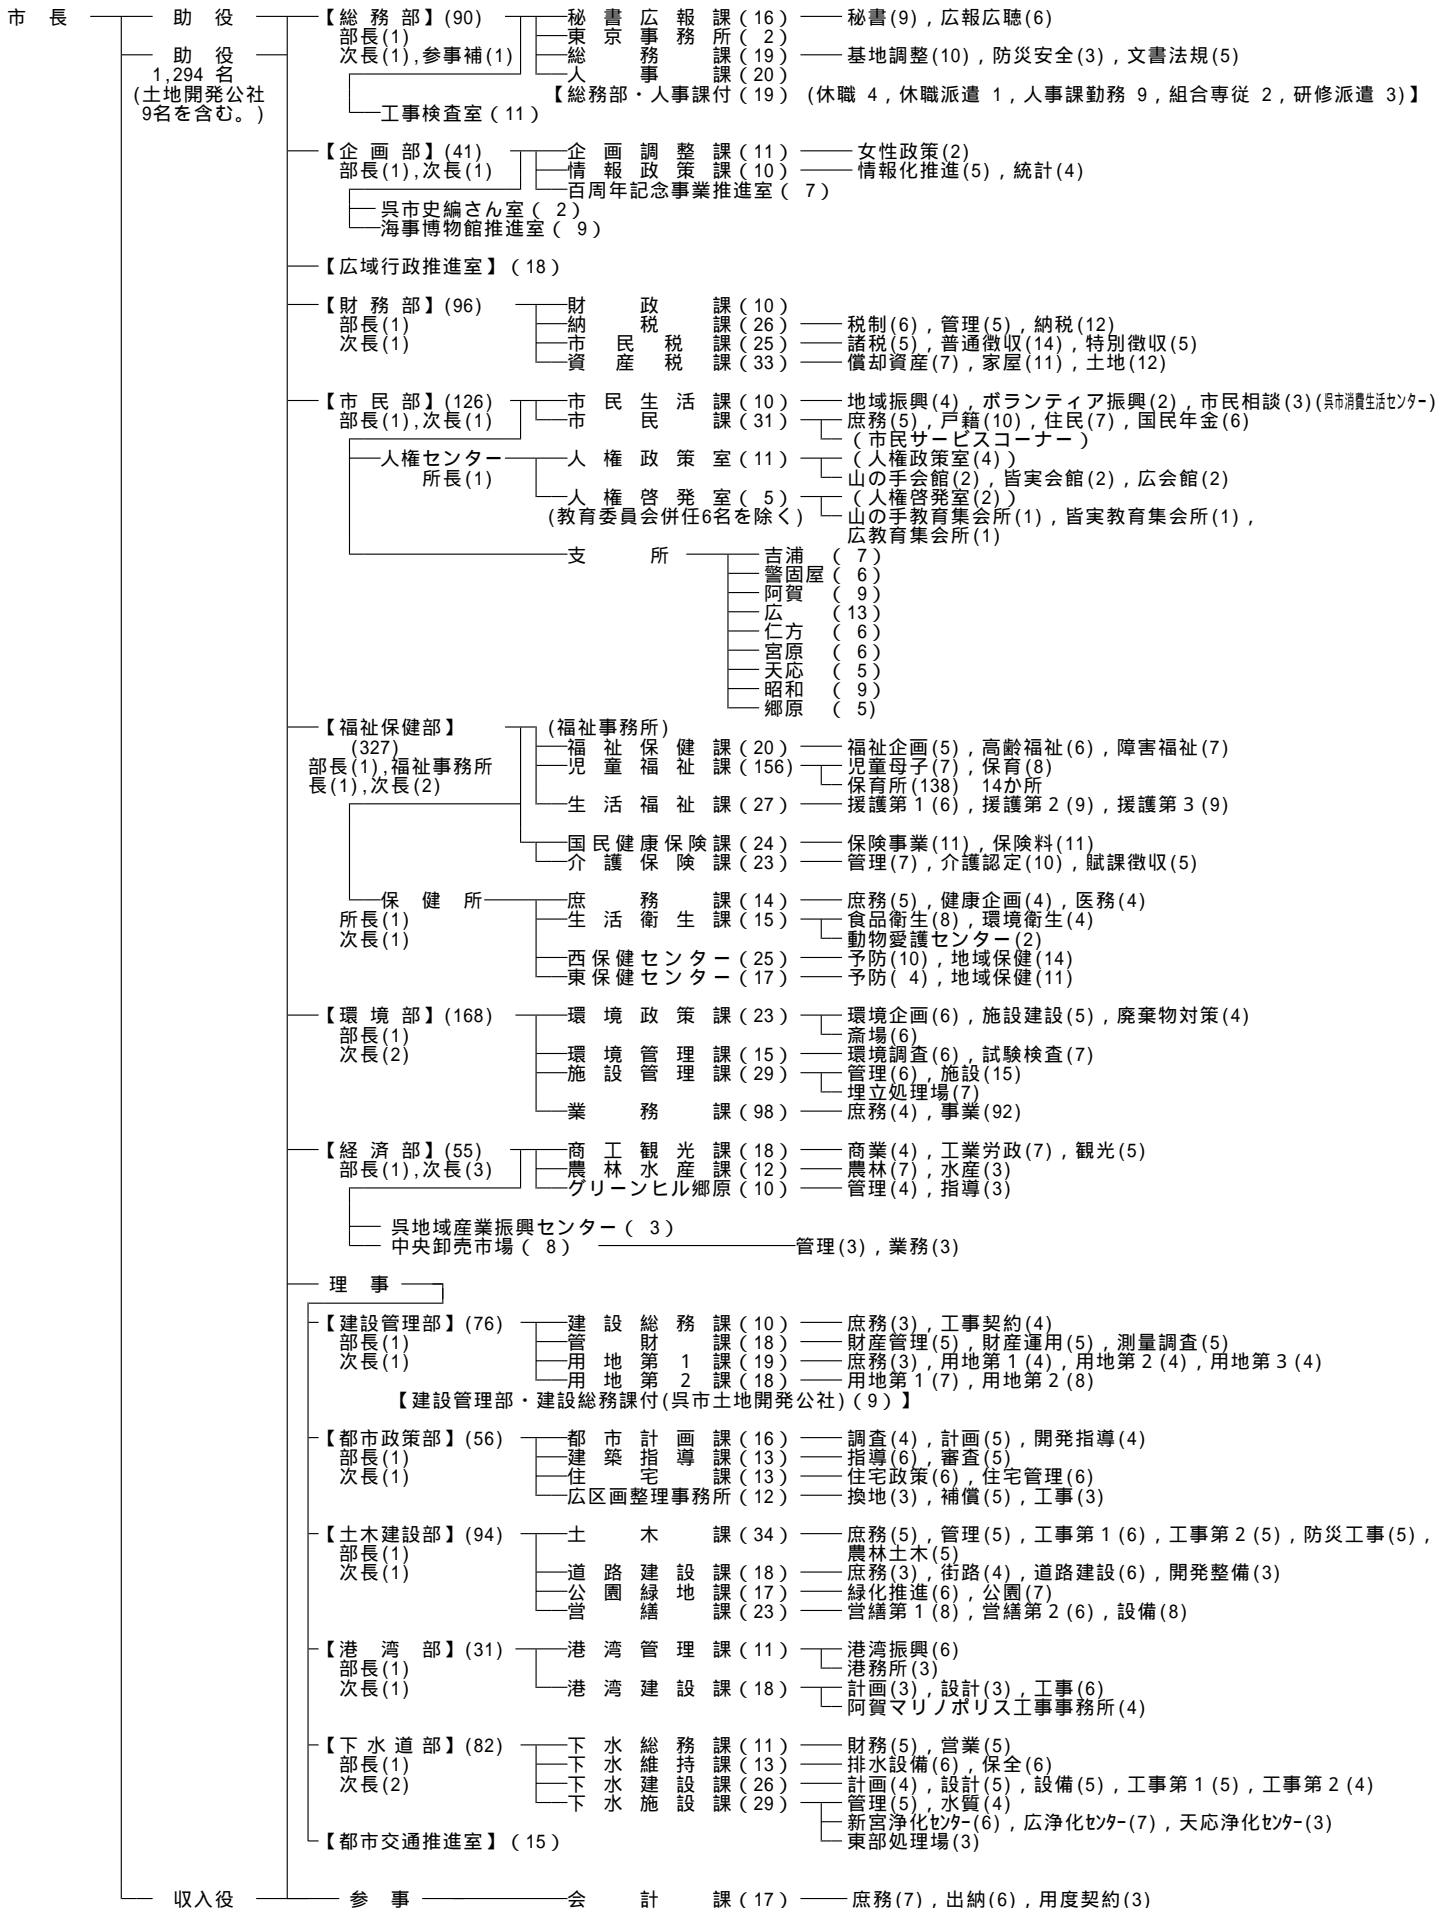 市　長　助　役　【総 務 部】(90)　秘 書 広 報 課（16）　秘書(9)，広報広聴(6)
部長(1)　東 京 事 務 所（ 2）
助　役　次長(1),参事補(1)　総　務　課（19）　基地調整(10)，防災安全(3)，文書法規(5)
1,294 名　人　事　課（20）
(土地開発公社　【総務部・人事課付（19）（休職 4，休職派遣 1，人事課勤務 9，組合専従 2，研修派遣 3)】
9名を含む。)　工事検査室（11）
【企 画 部】(41)　企 画 調 整 課（11）　女性政策(2)
部長(1),次長(1)　情 報 政 策 課（10）　情報化推進(5)，統計(4)
百周年記念事業推進室（ 7）
呉市史編さん室（ 2）
海事博物館推進室（ 9）
【広域行政推進室】（18）
【財 務 部】(96)　財　政　課（10）
部長(1)　納　税　課（26）　税制(6)，管理(5)，納税(12)
次長(1)　市　民　税　課（25）　諸税(5)，普通徴収(14)，特別徴収(5)
資　産　税　課（33）　償却資産(7)，家屋(11)，土地(12)
【市 民 部】(126)　市 民 生 活 課（10）　地域振興(4)，ボランティア振興(2)，市民相談(3)(呉市消費生活センター)
部長(1),次長(1)　市　民　課（31）　庶務(5)，戸籍(10)，住民(7)，国民年金(6)
（市民サービスコーナー）
人権センター　人 権 政 策 室（11）　（人権政策室(4)）
所長(1)　山の手会館(2)，皆実会館(2)，広会館(2)
人 権 啓 発 室（ 5）　（人権啓発室(2)）
(教育委員会併任6名を除く)　山の手教育集会所(1)，皆実教育集会所(1)，
広教育集会所(1)
支　所　吉浦　（ 7）
警固屋（ 6）
阿賀　（ 9）
広　（13）
仁方　（ 6）
宮原　（ 6）
天応　（ 5）
昭和　（ 9）
郷原　（ 5)
【福祉保健部】　(福祉事務所)
(327)　福 祉 保 健 課（20）　福祉企画(5)，高齢福祉(6)，障害福祉(7)
部長(1),福祉事務所　児 童 福 祉 課（156)　児童母子(7)，保育(8)
長(1),次長(2)　保育所(138)　14か所
生 活 福 祉 課（27）　援護第１(6)，援護第２(9)，援護第３(9)
国民健康保険課（24）　保険事業(11)，保険料(11)
介 護 保 険 課（23）　管理(7)，介護認定(10)，賦課徴収(5)
保　健　所　庶　務　課（14）　庶務(5)，健康企画(4)，医務(4)
所長(1)　生 活 衛 生 課（15）　食品衛生(8)，環境衛生(4)
次長(1)　動物愛護センター(2)
西保健センター（25）　予防(10)，地域保健(14)
東保健センター（17）　予防( 4)，地域保健(11)
【環 境 部】(168)　環 境 政 策 課（23）　環境企画(6)，施設建設(5)，廃棄物対策(4)
部長(1)　斎場(6)
次長(2)　環 境 管 理 課（15）　環境調査(6)，試験検査(7)
施 設 管 理 課（29）　管理(6)，施設(15)
埋立処理場(7)
業　務　課（98）　庶務(4)，事業(92)
【経 済 部】(55)　商 工 観 光 課（18）　商業(4)，工業労政(7)，観光(5)
部長(1),次長(3)　農 林 水 産 課（12）　農林(7)，水産(3)
グリーンヒル郷原（10）　管理(4)，指導(3)
呉地域産業振興センター（ 3）
中央卸売市場（ 8）　管理(3)，業務(3)
理　事
【建設管理部】(76)　建 設 総 務 課（10）　庶務(3)，工事契約(4)
部長(1)　管　財　課（18）　財産管理(5)，財産運用(5)，測量調査(5)
次長(1)　用 地 第 １ 課（19）　庶務(3)，用地第１(4)，用地第２(4)，用地第３(4)
用 地 第 ２ 課（18）　用地第１(7)，用地第２(8)
【建設管理部・建設総務課付(呉市土地開発公社)（9）】
【都市政策部】(56)　都 市 計 画 課（16）　調査(4)，計画(5)，開発指導(4)
部長(1)　建 築 指 導 課（13）　指導(6)，審査(5)
次長(1)　住　宅　課（13）　住宅政策(6)，住宅管理(6)
広区画整理事務所（12）　換地(3)，補償(5)，工事(3)
【土木建設部】(94)　土　木　課（34）　庶務(5)，管理(5)，工事第１(6)，工事第２(5)，防災工事(5)，
部長(1)　農林土木(5)
次長(1)　道 路 建 設 課（18）　庶務(3)，街路(4)，道路建設(6)，開発整備(3)
公 園 緑 地 課（17）　緑化推進(6)，公園(7)
営　繕　課（23）　営繕第１(8)，営繕第２(6)，設備(8)
【港 湾 部】(31)　港 湾 管 理 課（11）　港湾振興(6)
部長(1)　港務所(3)
次長(1)　港 湾 建 設 課（18）　計画(3)，設計(3)，工事(6)
阿賀マリノポリス工事事務所(4)
【下 水 道 部】(82)　下 水 総 務 課（11）　財務(5)，営業(5)
部長(1)　下 水 維 持 課（13）　排水設備(6)，保全(6)
次長(2)　下 水 建 設 課（26）　計画(4)，設計(5)，設備(5)，工事第１(5)，工事第２(4)
下 水 施 設 課（29）　管理(5)，水質(4)
新宮浄化センター(6)，広浄化センター(7)，天応浄化センター(3)
【都市交通推進室】（15）　東部処理場(3)
収入役　参　事　会　計　課（17）　庶務(7)，出納(6)，用度契約(3)